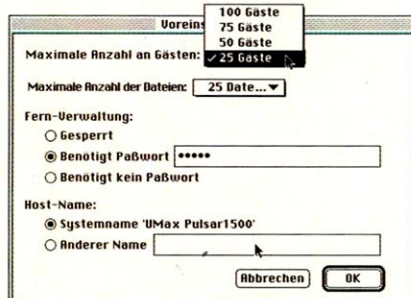 100 Gäste
Voreins
75 Gäste
50 Gäste
Maximale Anzahl an Gästen: ✓25 Gäste
Maximale Anzahl der Dateien: 25 Date...▼
Fern-Verwaltung:
Gesperrt
Benötigt Paßwort •••••
Benötigt kein Paßwort
Host-Name:
Systemname 'UMax Pulsar1500'
Anderer Name
Abbrechen OK